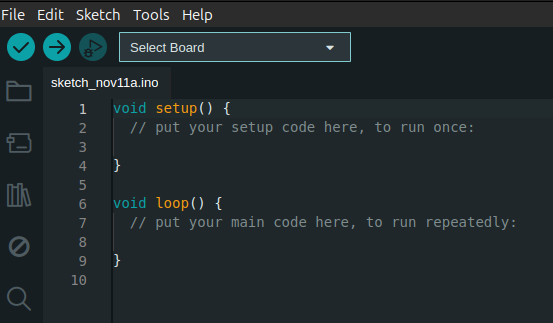 File Edit Sketch Tools Help
Select Board
sketch_nov11a.ino
1 void setup() {
2 // put your setup code here, to run once:
3
4 }
5
6 void loop() {
7 // put your main code here, to run repeatedly:
8
9 }
10